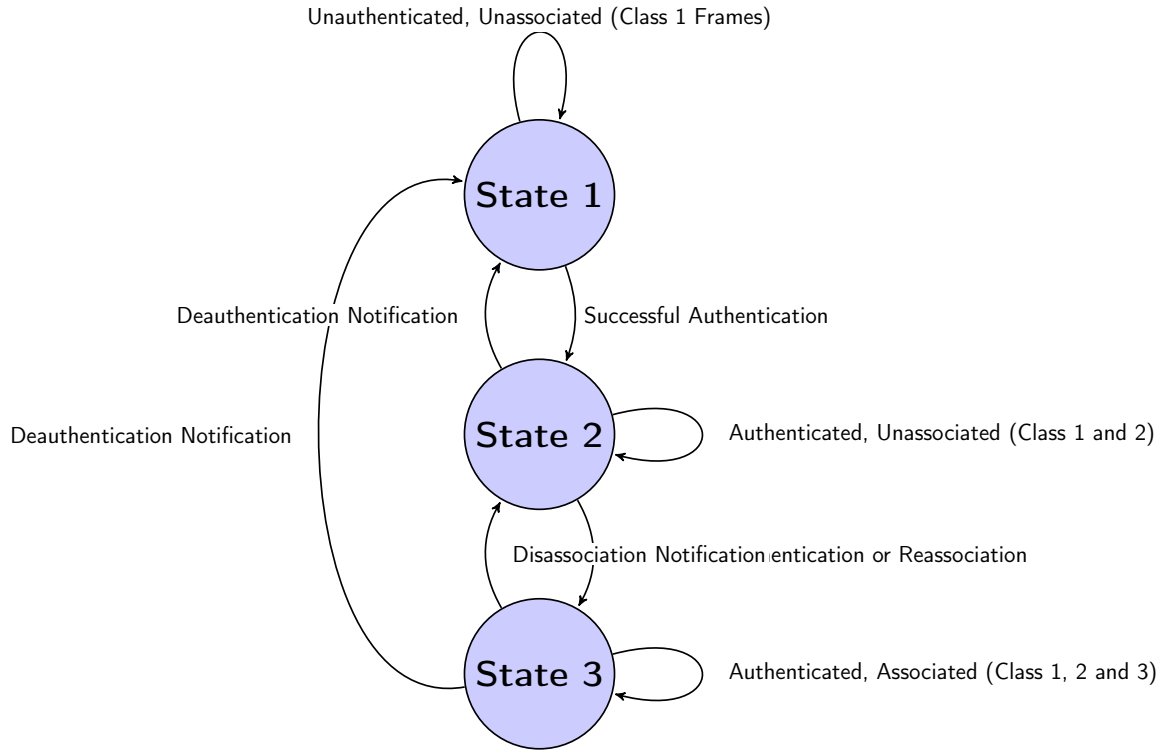 Unauthenticated, Unassociated (Class 1 Frames)
State 1
Deauthentication Notification
Successful Authentication
State 2
Deauthentication Notification
Authenticated, Unassociated (Class 1 and 2)
Disassociation Notification
or Reassociation
State 3
Authenticated, Associated (Class 1, 2 and 3)